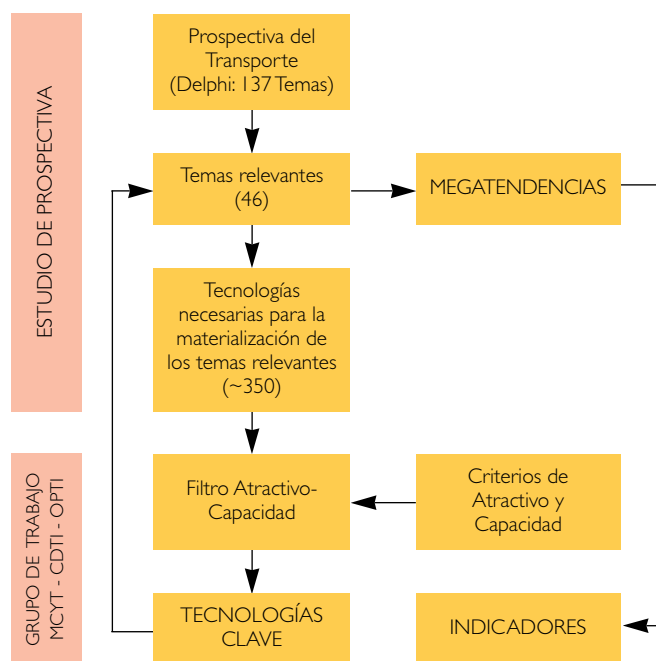 ESTUDIO DE PROSPECTIVA
Prospectiva del
Transporte
(Delphi: 137 Temas)
Temas relevantes
(46)
MEGATENDENCIAS
Tecnologías
necesarias para la
materialización de
los temas relevantes
(~350)
GRUPO DE TRABAJO
MCYT - CDTI - OPTI
Filtro Atractivo-
Capacidad
Criterios de
Atractivo y
Capacidad
TECNOLOGÍAS
CLAVE
INDICADORES